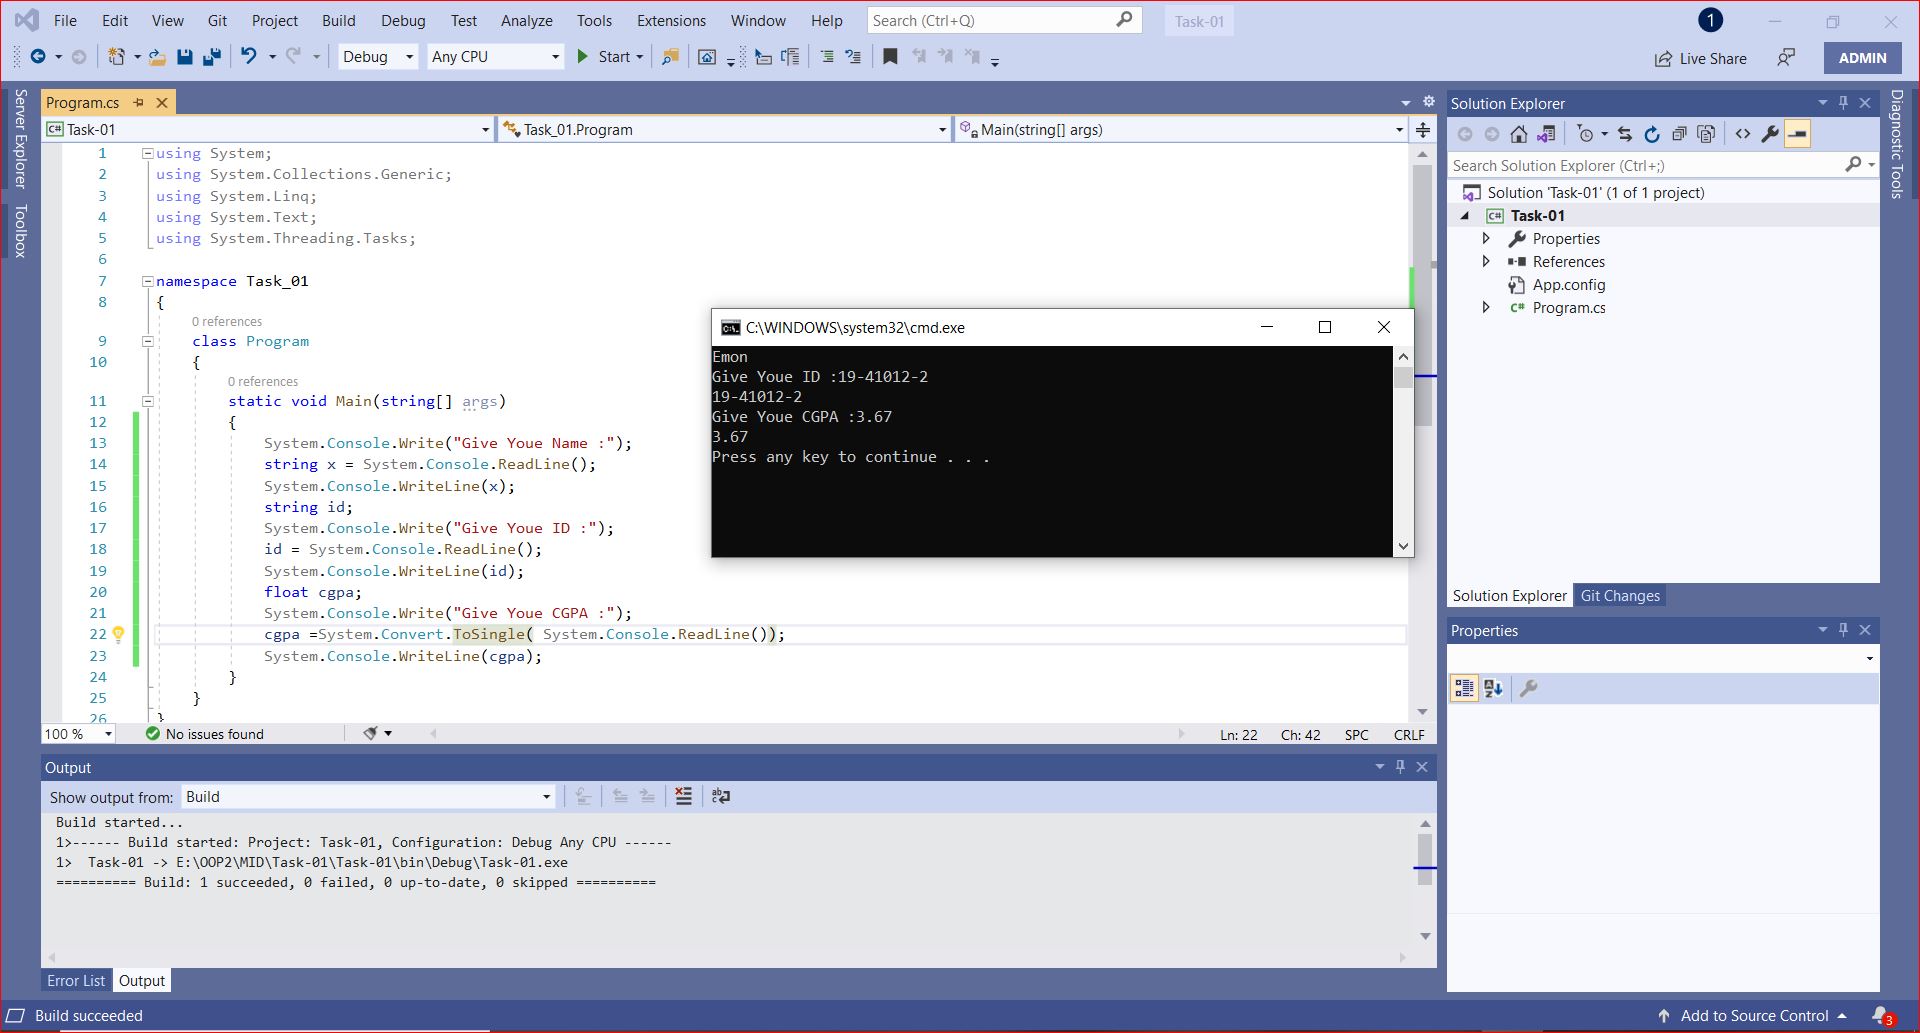 File Edit View Git Project Build Debug Test Analyze Tools Extensions Window Help Search (Ctrl+Q) Task-01 1
Debug Any CPU Start Live Share ADMIN
Server Explorer
Toolbox
Program.cs
C# Task-01 Task_01.Program Main(string[] args)
1 using System;
2 using System.Collections.Generic;
3 using System.Linq;
4 using System.Text;
5 using System.Threading.Tasks;
6
7 namespace Task_01
8 {
0 references
9 class Program
10 {
0 references
11 static void Main(string[] args)
12 {
13 System.Console.Write("Give Youe Name :");
14 string x = System.Console.ReadLine();
15 System.Console.WriteLine(x);
16 string id;
17 System.Console.Write("Give Youe ID :");
18 id = System.Console.ReadLine();
19 System.Console.WriteLine(id);
20 float cgpa;
21 System.Console.Write("Give Youe CGPA :");
22 cgpa =System.Convert.ToSingle( System.Console.ReadLine());
23 System.Console.WriteLine(cgpa);
24 }
25 }
26 }
100 % No issues found Ln: 22 Ch: 42 SPC CRLF
C:\WINDOWS\system32\cmd.exe
Emon
Give Youe ID :19-41012-2
19-41012-2
Give Youe CGPA :3.67
3.67
Press any key to continue . . .
Output
Show output from: Build
Build started...
1>------ Build started: Project: Task-01, Configuration: Debug Any CPU ------
1> Task-01 -> E:\OOP2\MID\Task-01\Task-01\bin\Debug\Task-01.exe
========== Build: 1 succeeded, 0 failed, 0 up-to-date, 0 skipped ==========
Error List Output
Solution Explorer
Search Solution Explorer (Ctrl+;)
Solution 'Task-01' (1 of 1 project)
C# Task-01
Properties
References
App.config
C# Program.cs
Solution Explorer Git Changes
Properties
Diagnostic Tools
Build succeeded Add to Source Control 3